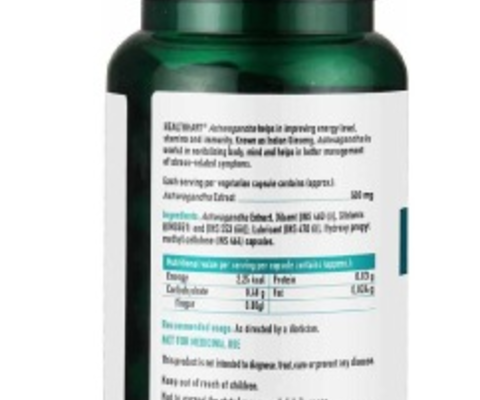 HEALTHKART® Ashwagandha helps in improving energy level,
stamina and immunity. Known as Indian Ginseng, Ashwagandha is
useful in revitalizing body, mind and helps in better management
of stress-related symptoms.
Each serving per vegetarian capsule contains (approx.):
Ashwagandha Extract 500 mg
Ingredients: Ashwagandha Extract, Diluent (INS 460 (i)), Glidants
and (INS 553 (iii)), Lubricant (INS 470 (i)), Hydroxy propyl
methyl cellulose (INS 464) capsules.
Nutritional value per serving per capsule contains (approx.):
Energy 2.25 kcal Protein 0.03 g
Carbohydrate 0.48 g Fat 0.026 g
Sugar 0.00g
Recommended usage: As directed by a dietician.
NOT FOR MEDICINAL USE
This product is not intended to diagnose, treat, cure or prevent any disease.
Keep out of reach of children.